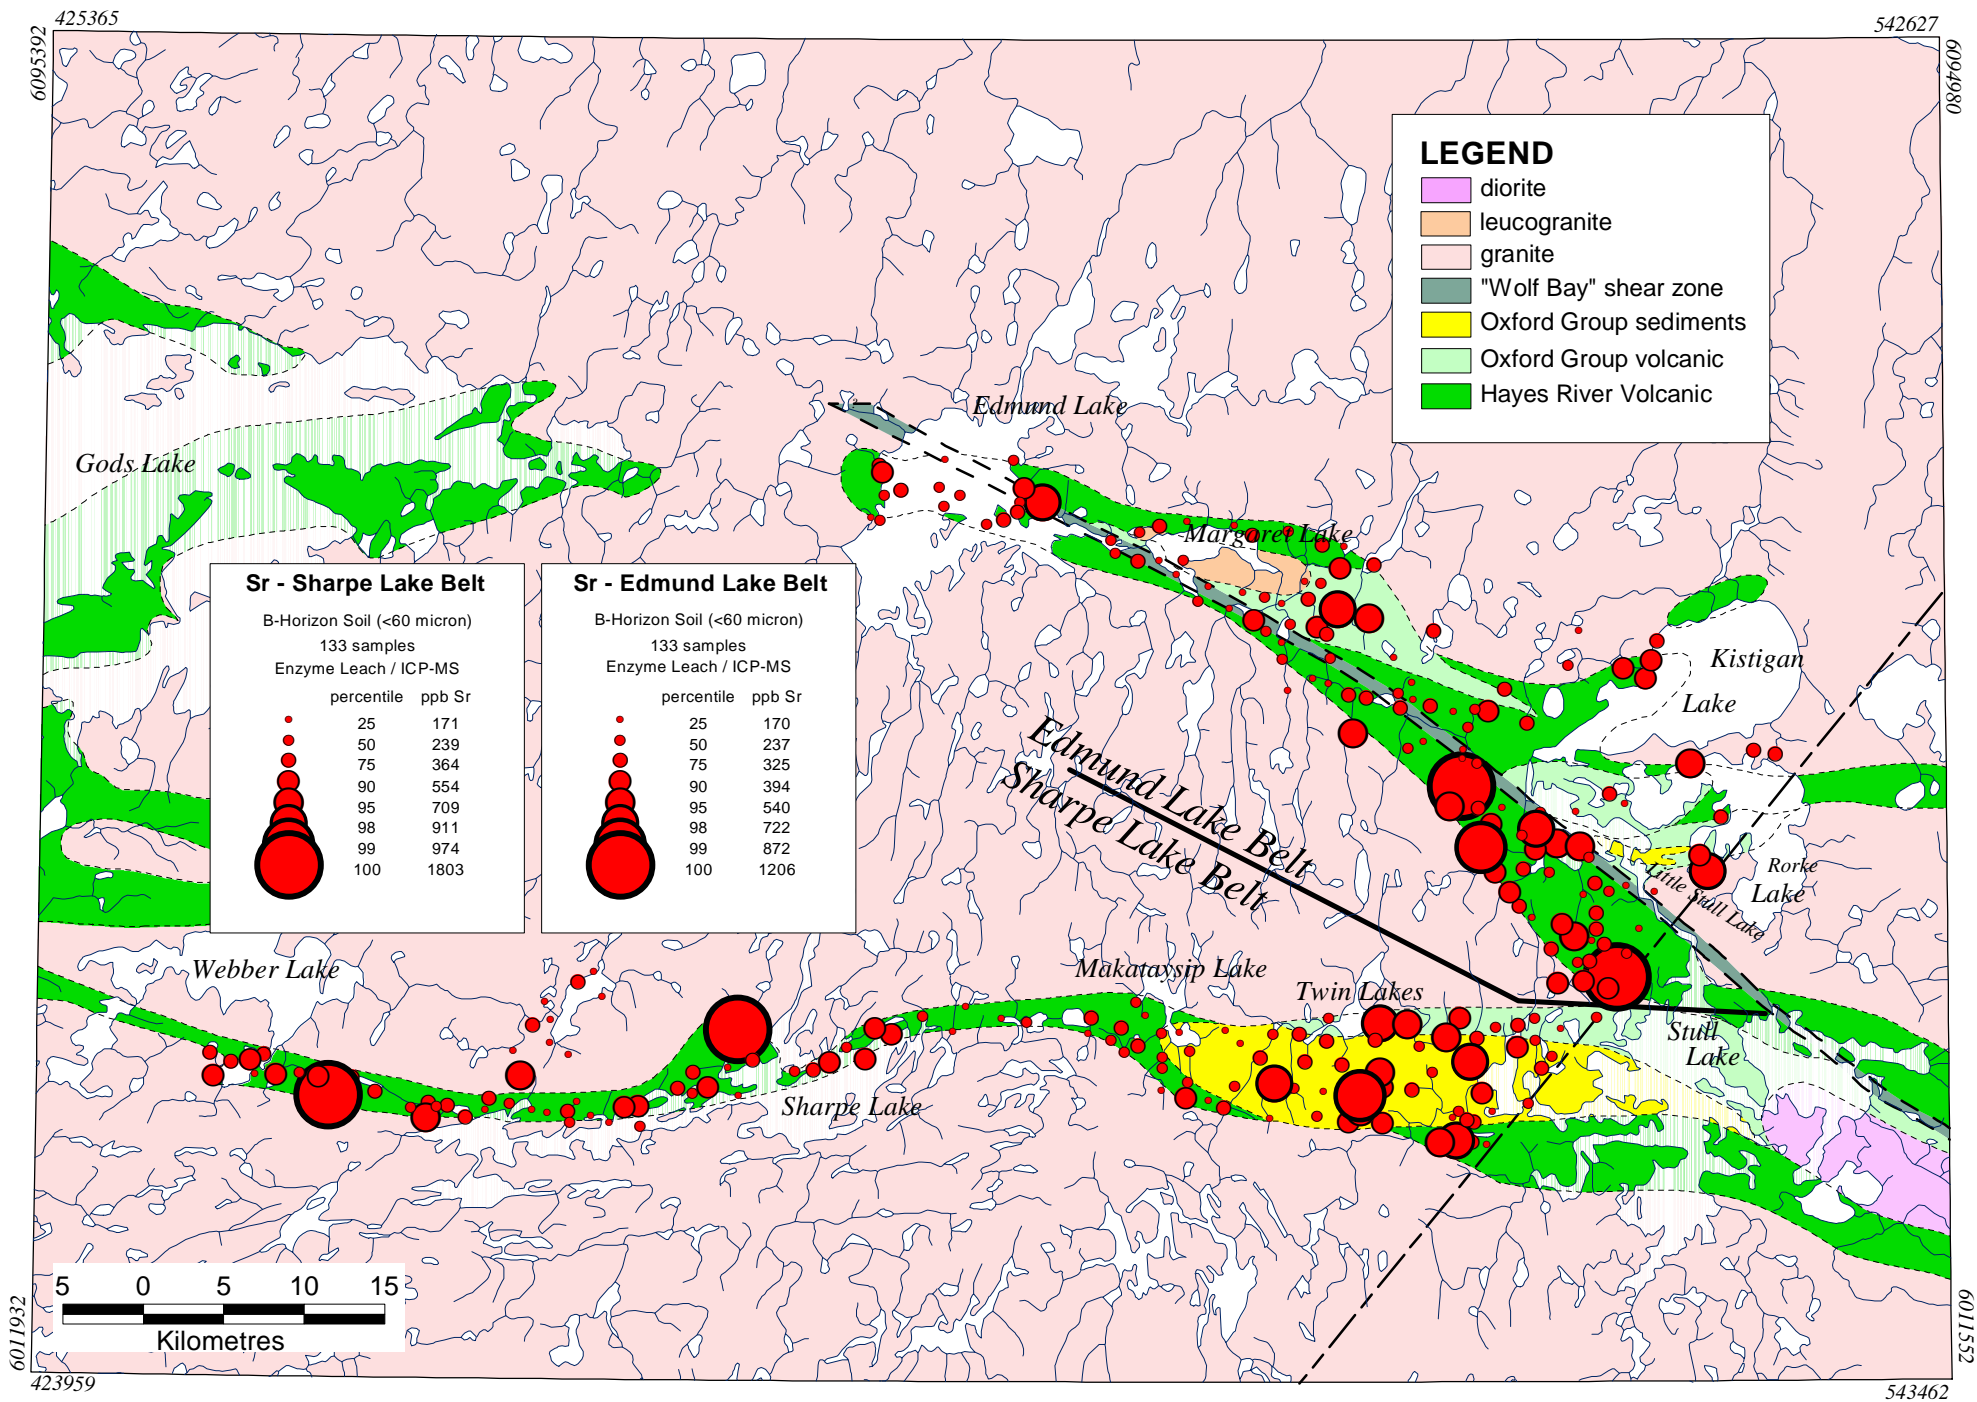 425365
542627
6095392
6094980
LEGEND
diorite
leucogranite
granite
"Wolf Bay" shear zone
Oxford Group sediments
Oxford Group volcanic
Hayes River Volcanic
Edmund Lake
Gods Lake
Margaret Lake
Sr - Sharpe Lake Belt
B-Horizon Soil (<60 micron)
133 samples
Enzyme Leach / ICP-MS
percentile ppb Sr
25 171
50 239
75 364
90 554
95 709
98 911
99 974
100 1803
Sr - Edmund Lake Belt
B-Horizon Soil (<60 micron)
133 samples
Enzyme Leach / ICP-MS
percentile ppb Sr
25 170
50 237
75 325
90 394
95 540
98 722
99 872
100 1206
Kistigan
Lake
Edmund Lake Belt
Sharpe Lake Belt
Rorke
Lake
Little Stull Lake
Webber Lake
Makataysip Lake
Twin Lakes
Stull
Lake
Sharpe Lake
5 0 5 10 15
Kilometres
6011932
6011552
423959
543462